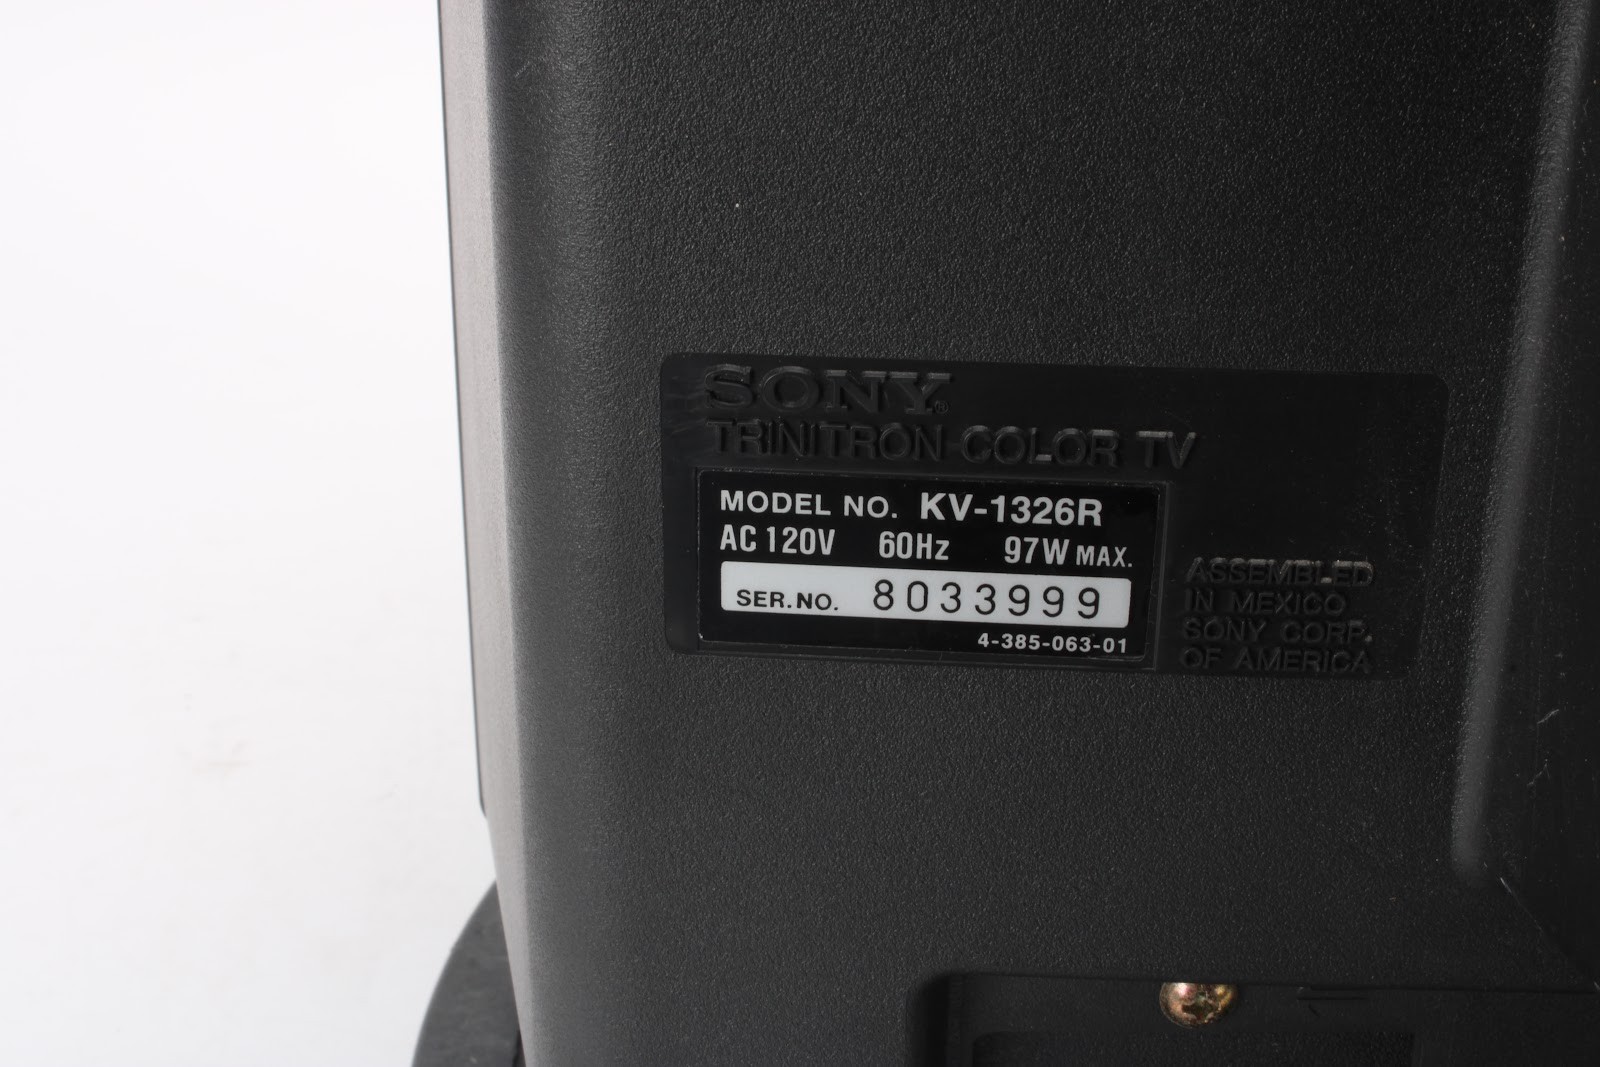 SONY®
TRINITRON COLOR TV
MODEL NO. KV-1326R
AC 120V 60Hz 97W MAX.
SER.NO. 8033999
4-385-063-01
ASSEMBLED
IN MEXICO
SONY CORP.
OF AMERICA